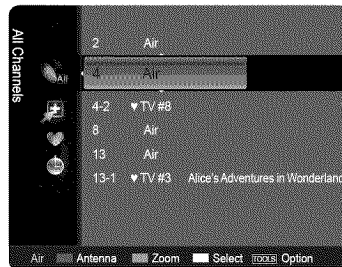 All Channels
All
2 Air
4 Air
4-2 ♥ TV #8
8 Air
13 Air
13-1 ♥ TV #3 Alice's Adventures in Wonderland
Air Antenna Zoom Select TOOLS Option